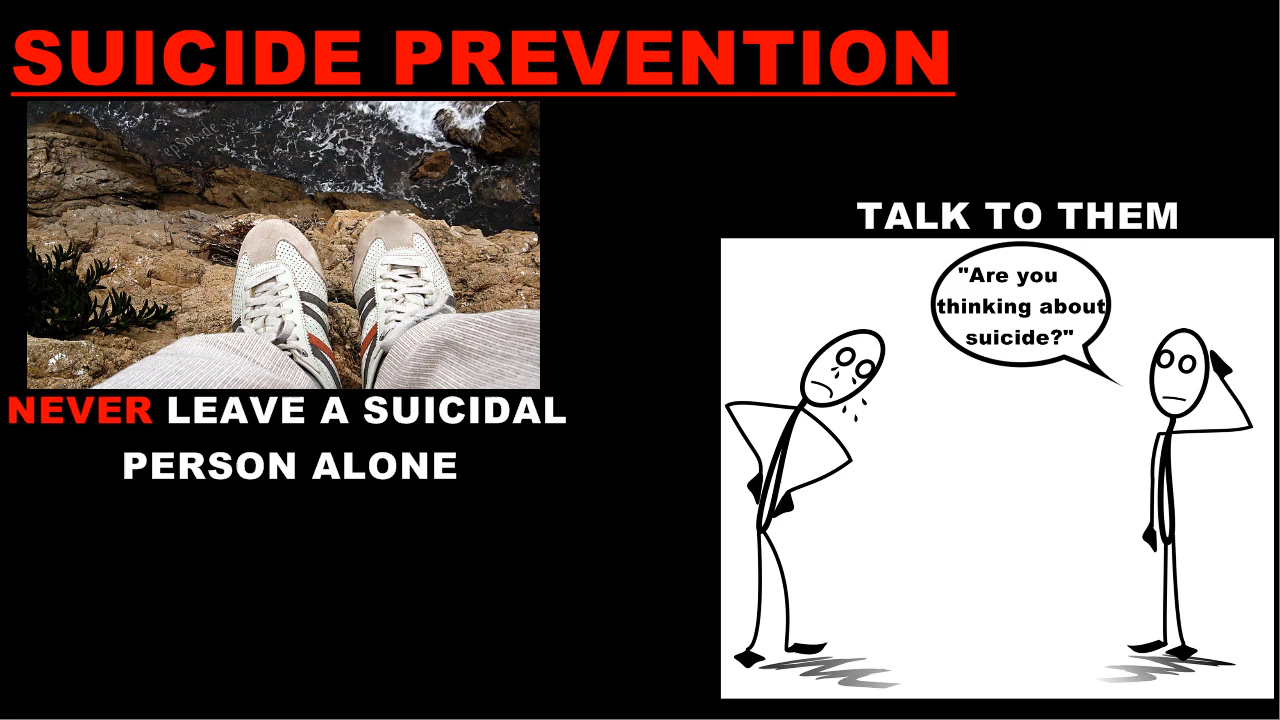 SUICIDE PREVENTION
NEVER LEAVE A SUICIDAL
PERSON ALONE
TALK TO THEM
"Are you
thinking about
suicide?"